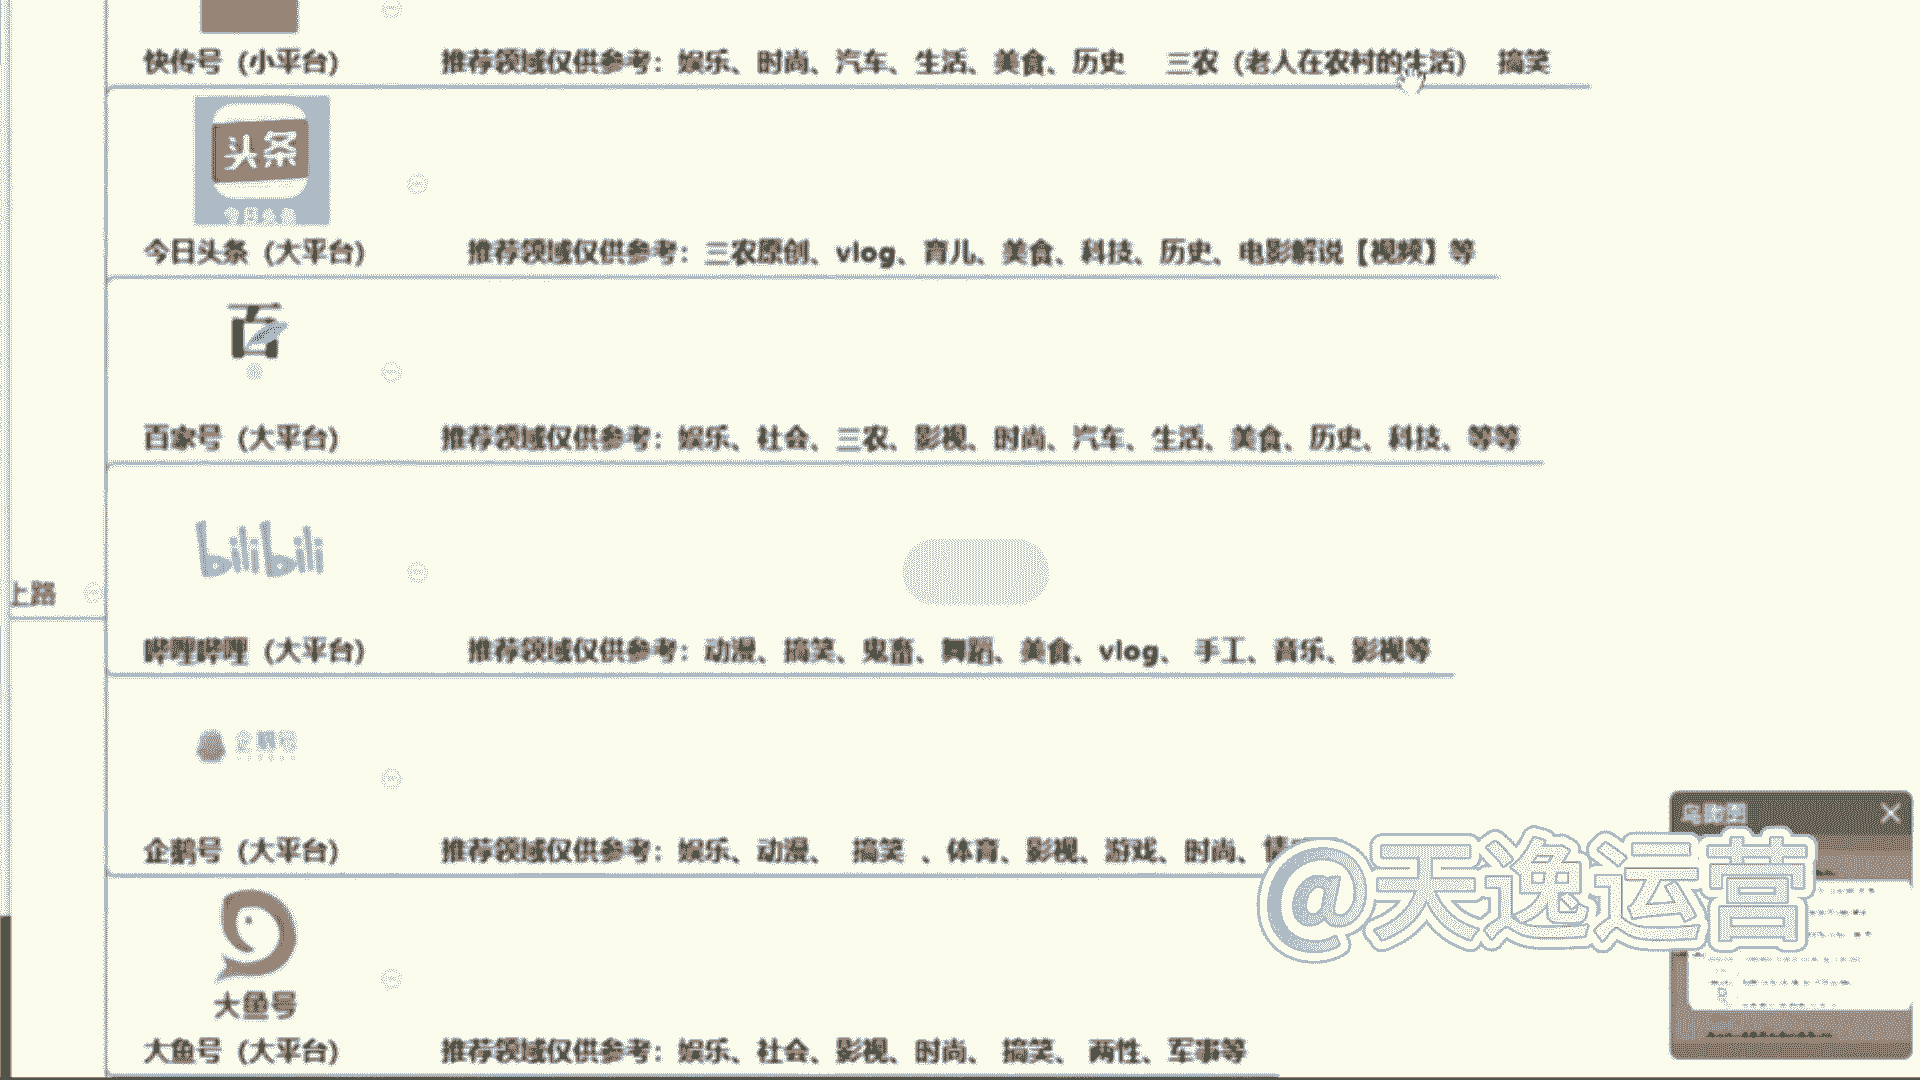 快传号（小平台） 推荐领域仅供参考：娱乐、时尚、汽车、生活、美食、历史 三农（老人在农村的生活） 搞笑
头条
今日头条
今日头条（大平台） 推荐领域仅供参考：三农原创、vlog、育儿、美食、科技、历史、电影解说【视频】等
百
百家号（大平台） 推荐领域仅供参考：娱乐、社会、三农、影视、时尚、汽车、生活、美食、历史、科技、等等
bilibili
上路
哔哩哔哩（大平台） 推荐领域仅供参考：动漫、搞笑、鬼畜、舞蹈、美食、vlog、 手工、音乐、影视等
企鹅号
企鹅号（大平台） 推荐领域仅供参考：娱乐、动漫、 搞笑 、体育、影视、游戏、时尚、
@天逸运营
大鱼号
大鱼号（大平台） 推荐领域仅供参考：娱乐、社会、影视、时尚、 搞笑、 两性、军事等